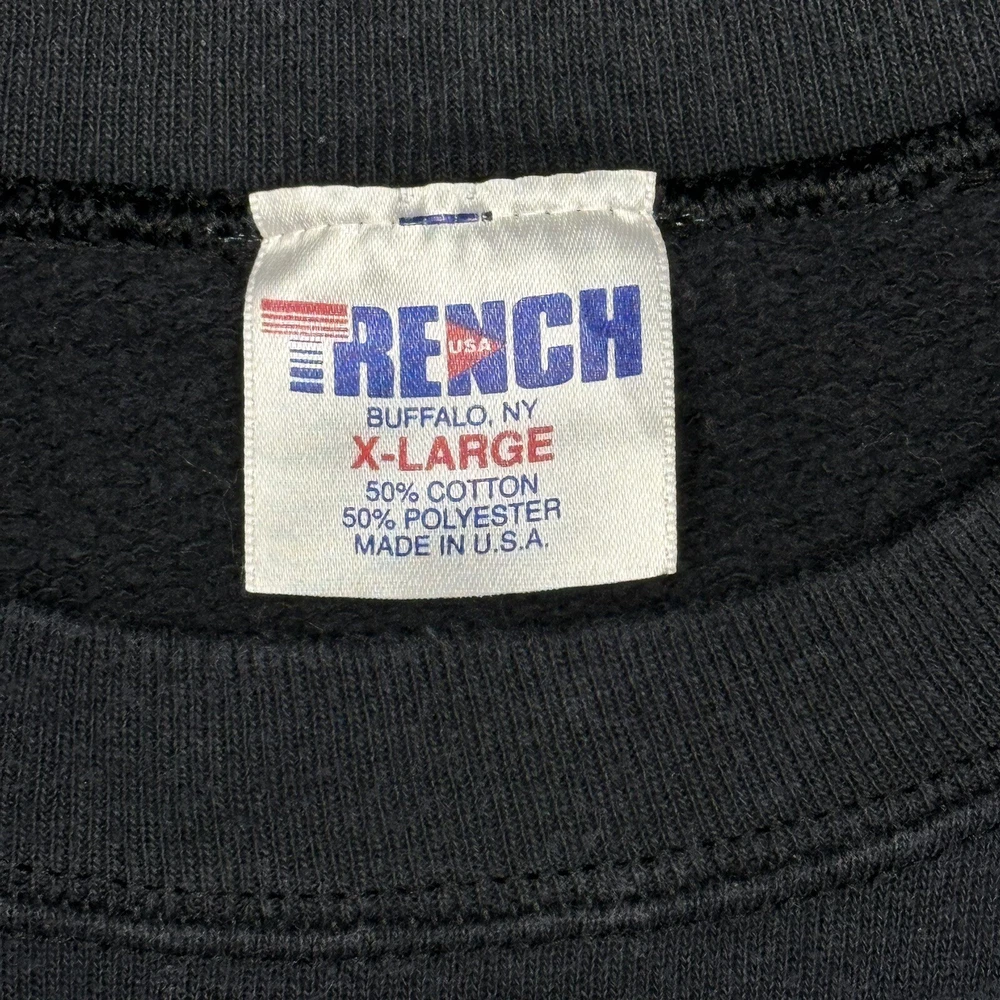 TRENCH
USA
BUFFALO, NY
X-LARGE
50% COTTON
50% POLYESTER
MADE IN U.S.A.